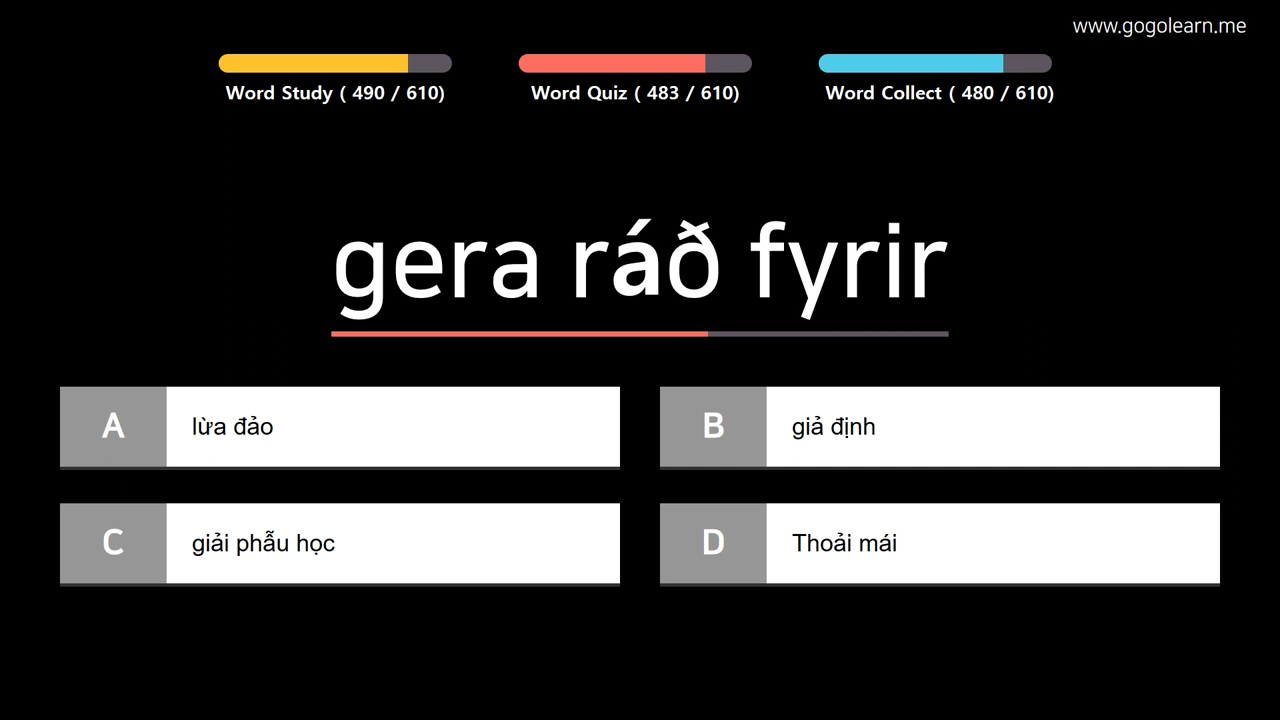 www.gogolearn.me
Word Study ( 490 / 610)
Word Quiz ( 483 / 610)
Word Collect ( 480 / 610)
gera ráð fyrir
A
lừa đảo
B
giả định
C
giải phẫu học
D
Thoải mái